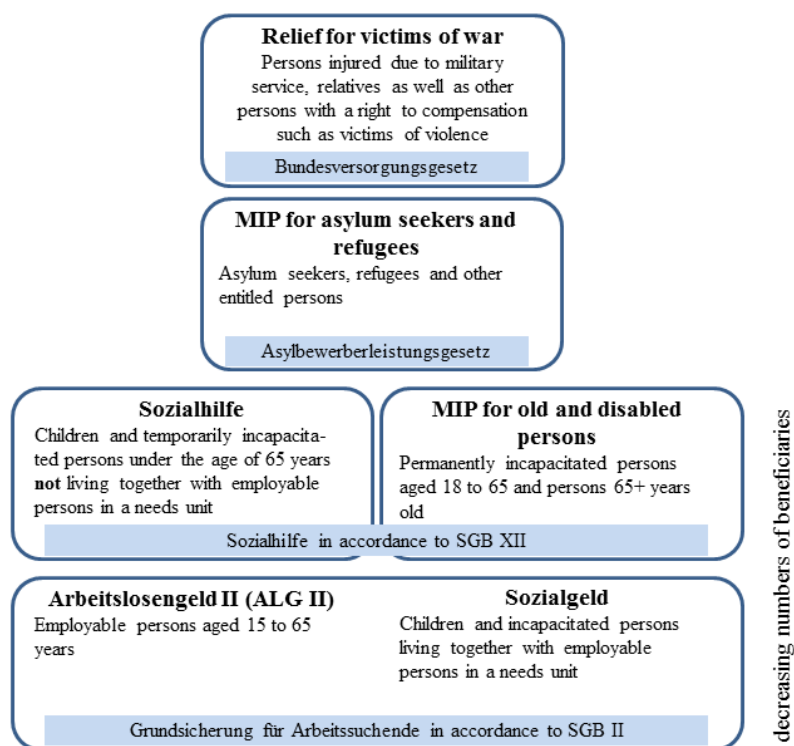 Relief for victims of war
Persons injured due to military
service, relatives as well as other
persons with a right to compensation
such as victims of violence
Bundesversorgungsgesetz
MIP for asylum seekers and
refugees
Asylum seekers, refugees and other
entitled persons
Asylbewerberleistungsgesetz
Sozialhilfe
Children and temporarily incapacita-
ted persons under the age of 65 years
not living together with employable
persons in a needs unit
MIP for old and disabled
persons
Permanently incapacitated persons
aged 18 to 65 and persons 65+ years
old
Sozialhilfe in accordance to SGB XII
Arbeitslosengeld II (ALG II)
Employable persons aged 15 to 65
years
Sozialgeld
Children and incapacitated persons
living together with employable
persons in a needs unit
Grundsicherung für Arbeitssuchende in accordance to SGB II
decreasing numbers of beneficiaries